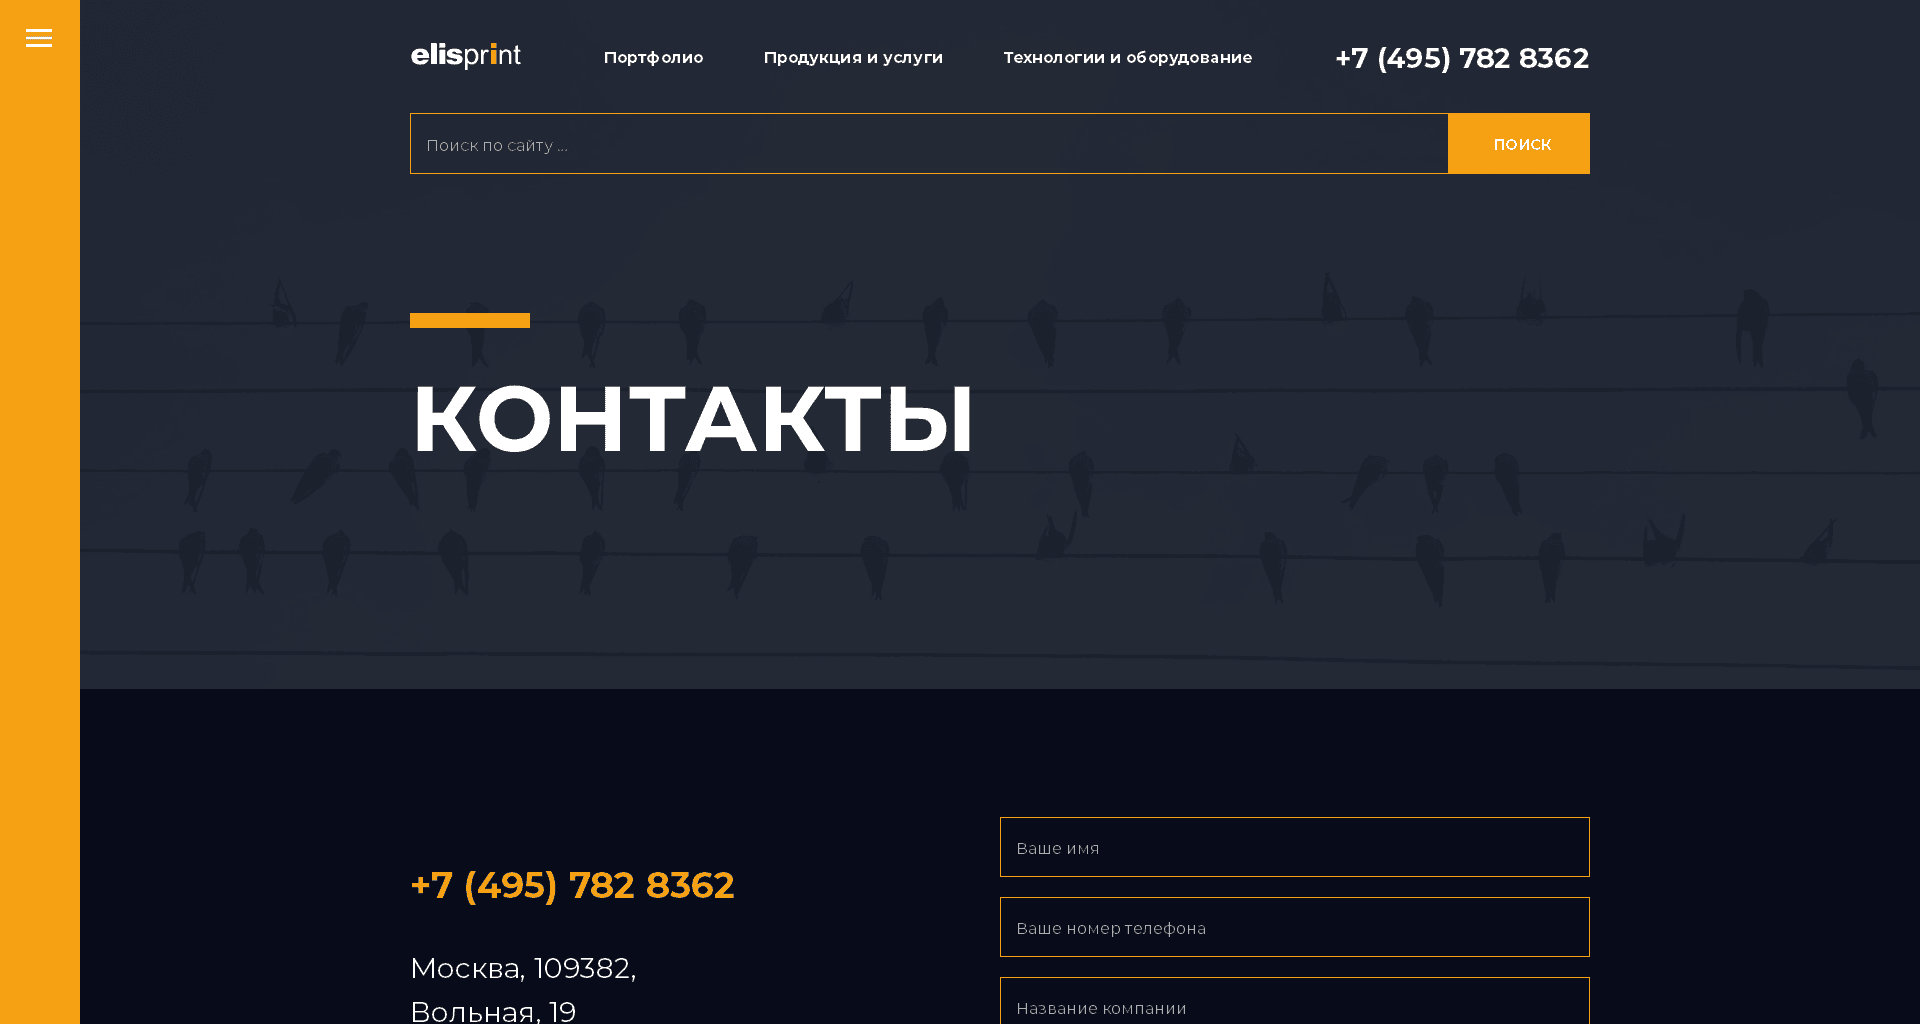 elisprint
Портфолио
Продукция и услуги
Технологии и оборудование
+7 (495) 782 8362
Поиск по сайту ...
ПОИСК
КОНТАКТЫ
+7 (495) 782 8362
Москва, 109382,
Вольная, 19
Ваше имя
Ваше номер телефона
Название компании